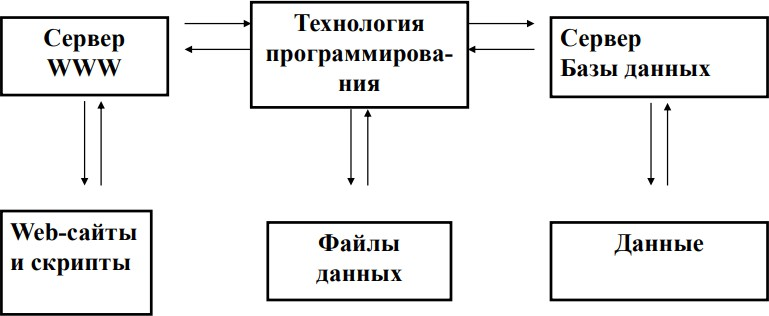 Сервер
WWW
Технология
программирова-
ния
Сервер
Базы данных
Web-сайты
и скрипты
Файлы
данных
Данные